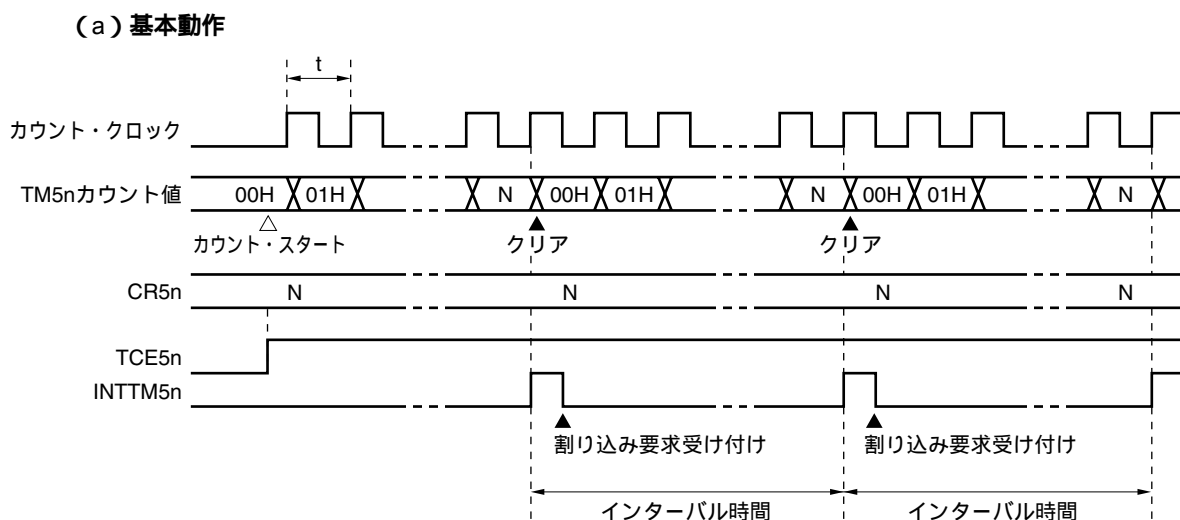 （a）基本動作
t
カウント・クロック
TM5nカウント値
00H 01H N 00H 01H N 00H 01H N
カウント・スタート クリア クリア
CR5n N N N N
TCE5n
INTTM5n
割り込み要求受け付け 割り込み要求受け付け
インターバル時間 インターバル時間